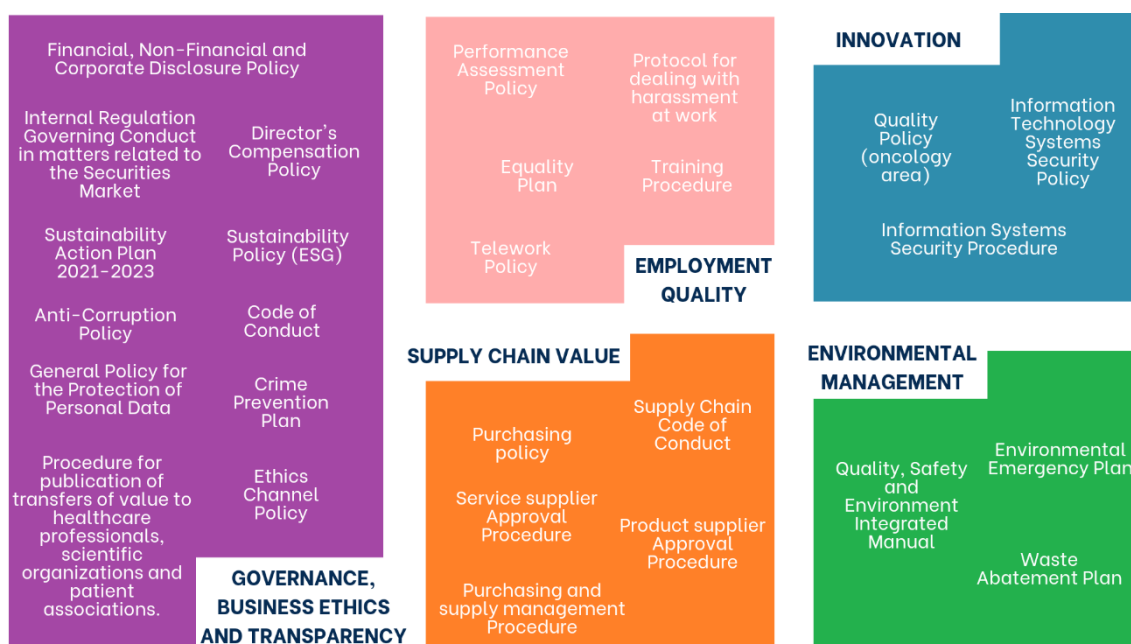 Financial, Non-Financial and
Corporate Disclosure Policy
Internal Regulation
Governing Conduct
in matters related to
the Securities
Market
Director's
Compensation
Policy
Sustainability
Action Plan
2021-2023
Sustainability
Policy (ESG)
Anti-Corruption
Policy
Code of
Conduct
General Policy for
the Protection of
Personal Data
Crime
Prevention
Plan
Procedure for
publication of
transfers of value to
healthcare
professionals,
scientific
organizations and
patient
associations.
Ethics
Channel Policy
GOVERNANCE,
BUSINESS ETHICS
AND TRANSPARENCY
Performance
Assessment
Policy
Protocol for
dealing with
harassment
at work
Equality
Plan
Training
Procedure
Telework
Policy
EMPLOYMENT
QUALITY
SUPPLY CHAIN VALUE
Supply Chain
Code of
Conduct
Purchasing
policy
Service supplier
Approval
Procedure
Product supplier
Approval
Procedure
Purchasing and
supply management
Procedure
INNOVATION
Quality
Policy
(oncology
area)
Information
Technology
Systems
Security
Policy
Information Systems
Security Procedure
ENVIRONMENTAL
MANAGEMENT
Quality, Safety
and
Environment
Integrated
Manual
Environmental
Emergency Plan
Waste
Abatement Plan